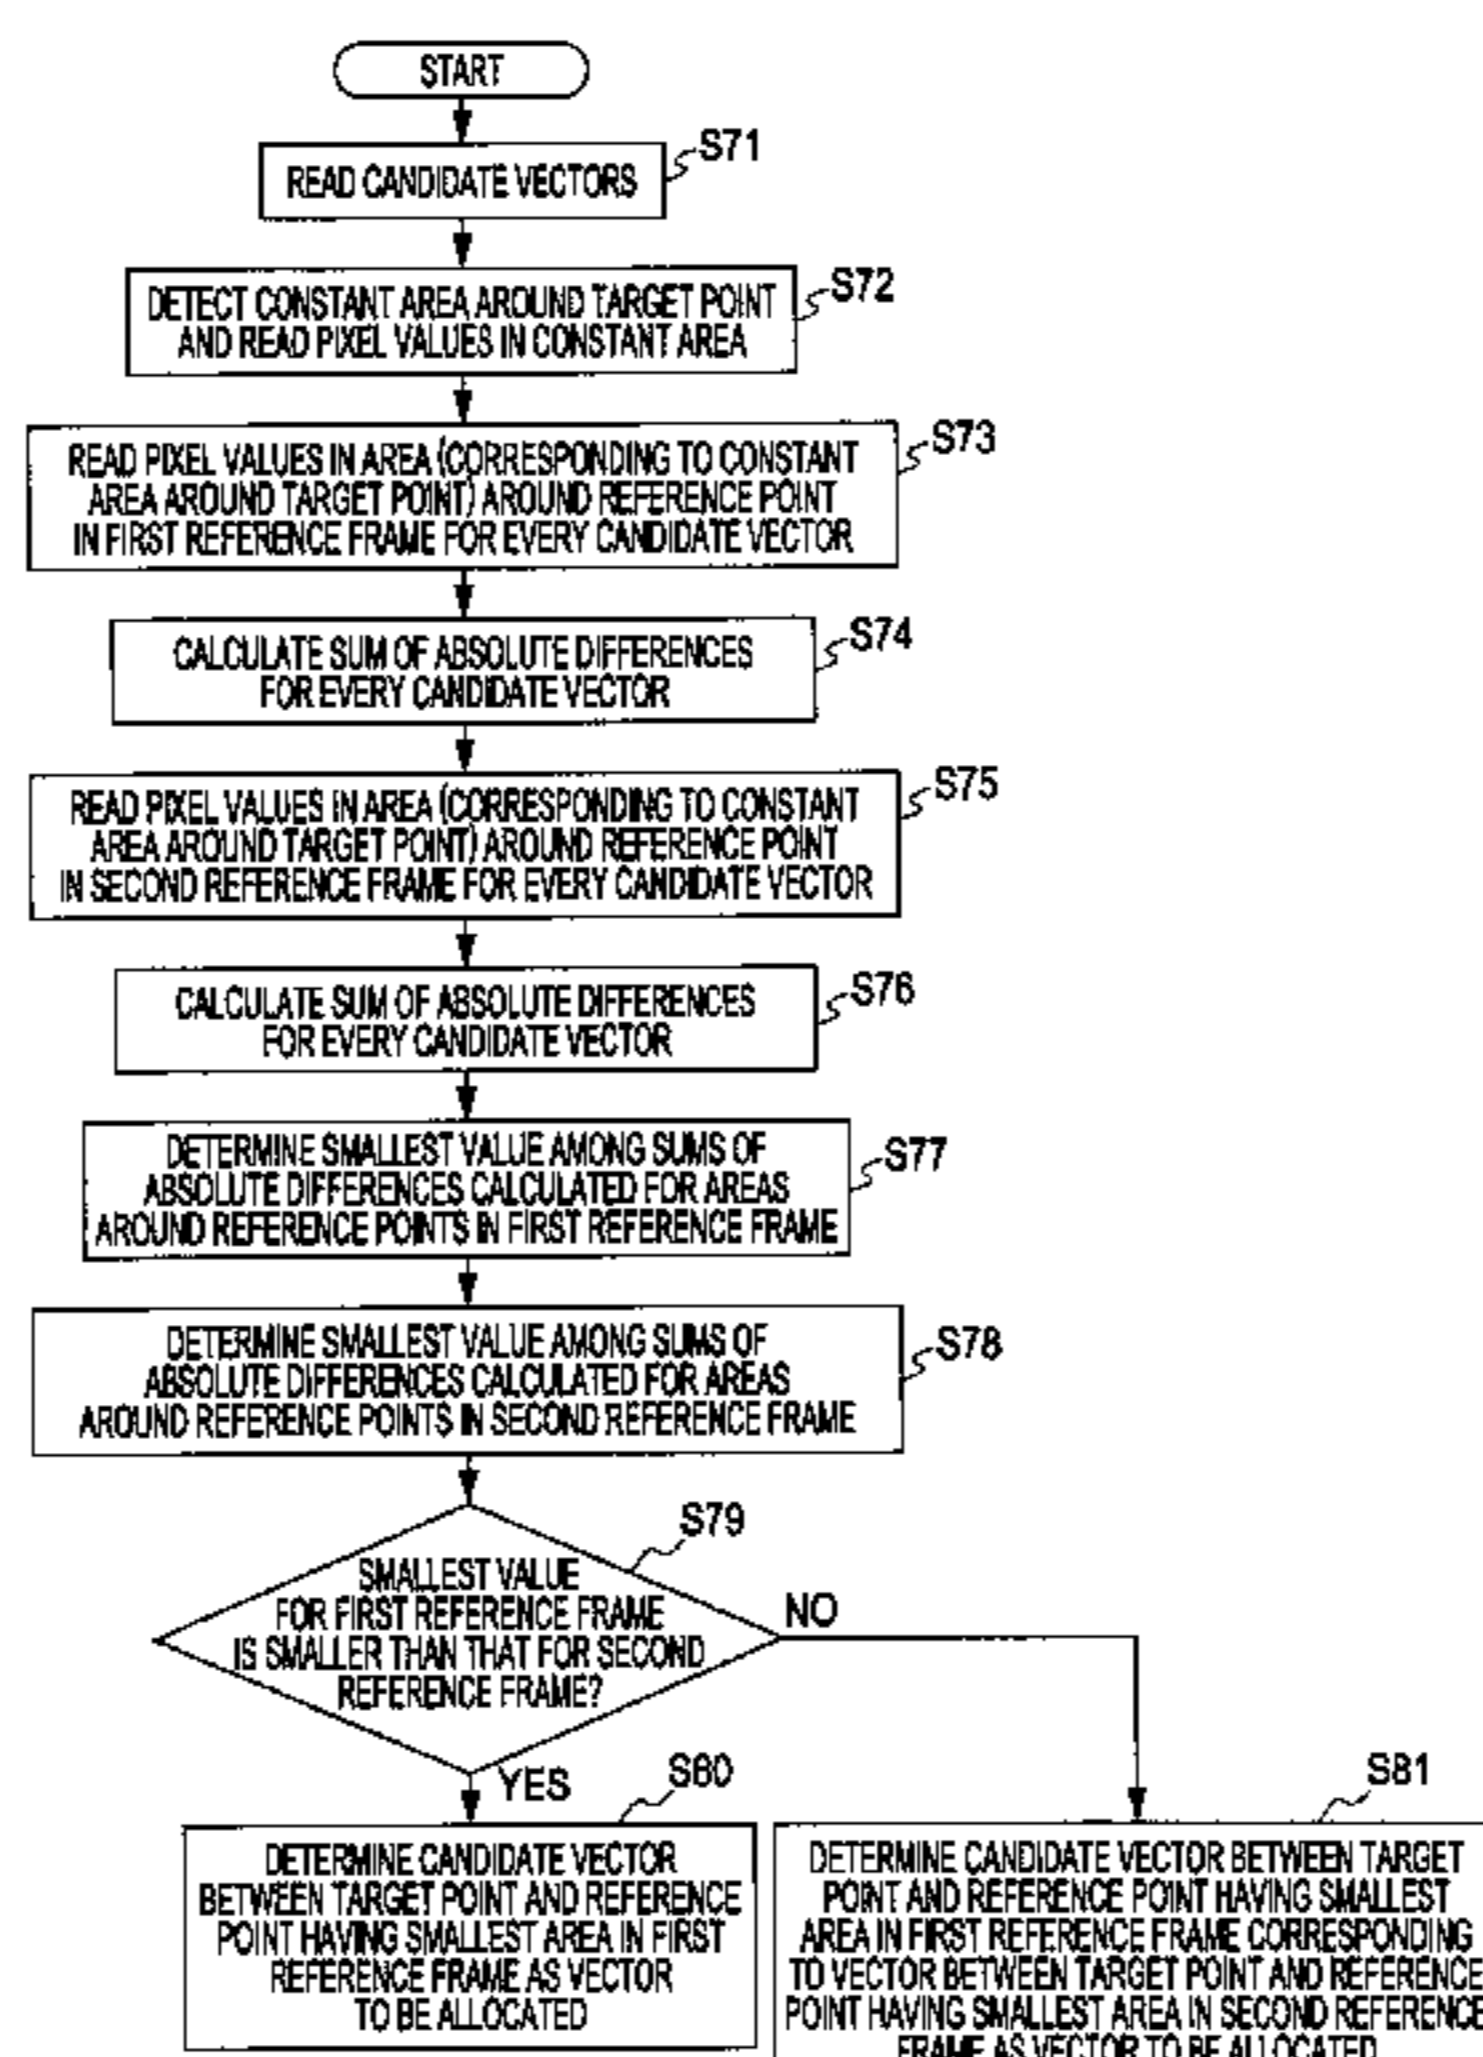 START
S71
READ CANDIDATE VECTORS
S72
DETECT CONSTANT AREA AROUND TARGET POINT
AND READ PIXEL VALUES IN CONSTANT AREA
S73
READ PIXEL VALUES IN AREA (CORRESPONDING TO CONSTANT
AREA AROUND TARGET POINT) AROUND REFERENCE POINT
IN FIRST REFERENCE FRAME FOR EVERY CANDIDATE VECTOR
S74
CALCULATE SUM OF ABSOLUTE DIFFERENCES
FOR EVERY CANDIDATE VECTOR
S75
READ PIXEL VALUES IN AREA (CORRESPONDING TO CONSTANT
AREA AROUND TARGET POINT) AROUND REFERENCE POINT
IN SECOND REFERENCE FRAME FOR EVERY CANDIDATE VECTOR
S76
CALCULATE SUM OF ABSOLUTE DIFFERENCES
FOR EVERY CANDIDATE VECTOR
S77
DETERMINE SMALLEST VALUE AMONG SUMS OF
ABSOLUTE DIFFERENCES CALCULATED FOR AREAS
AROUND REFERENCE POINTS IN FIRST REFERENCE FRAME
S78
DETERMINE SMALLEST VALUE AMONG SUMS OF
ABSOLUTE DIFFERENCES CALCULATED FOR AREAS
AROUND REFERENCE POINTS IN SECOND REFERENCE FRAME
S79
SMALLEST VALUE
FOR FIRST REFERENCE FRAME
IS SMALLER THAN THAT FOR SECOND
REFERENCE FRAME?
NO
YES
S80
DETERMINE CANDIDATE VECTOR
BETWEEN TARGET POINT AND REFERENCE
POINT HAVING SMALLEST AREA IN FIRST
REFERENCE FRAME AS VECTOR
TO BE ALLOCATED
S81
DETERMINE CANDIDATE VECTOR BETWEEN TARGET
POINT AND REFERENCE POINT HAVING SMALLEST
AREA IN FIRST REFERENCE FRAME CORRESPONDING
TO VECTOR BETWEEN TARGET POINT AND REFERENCE
POINT HAVING SMALLEST AREA IN SECOND REFERENCE
FRAME AS VECTOR TO BE ALLOCATED